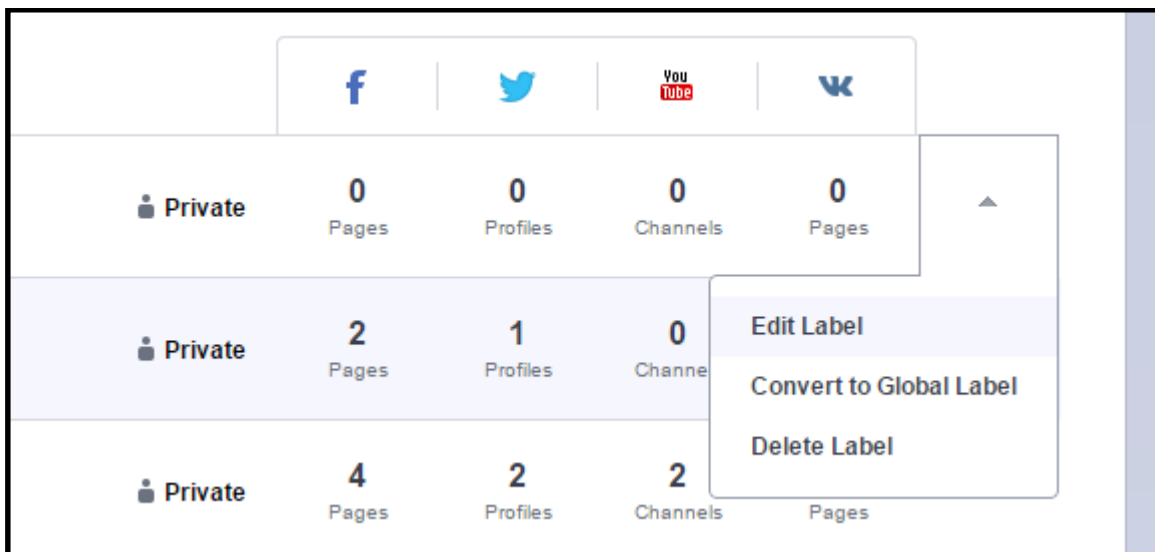 f You Tube
Private 0 0 0 0
Pages Profiles Channels Pages
Private 2 1 0 Edit Label
Pages Profiles Channe
Convert to Global Label
Delete Label
Private 4 2 2
Pages Profiles Channels Pages